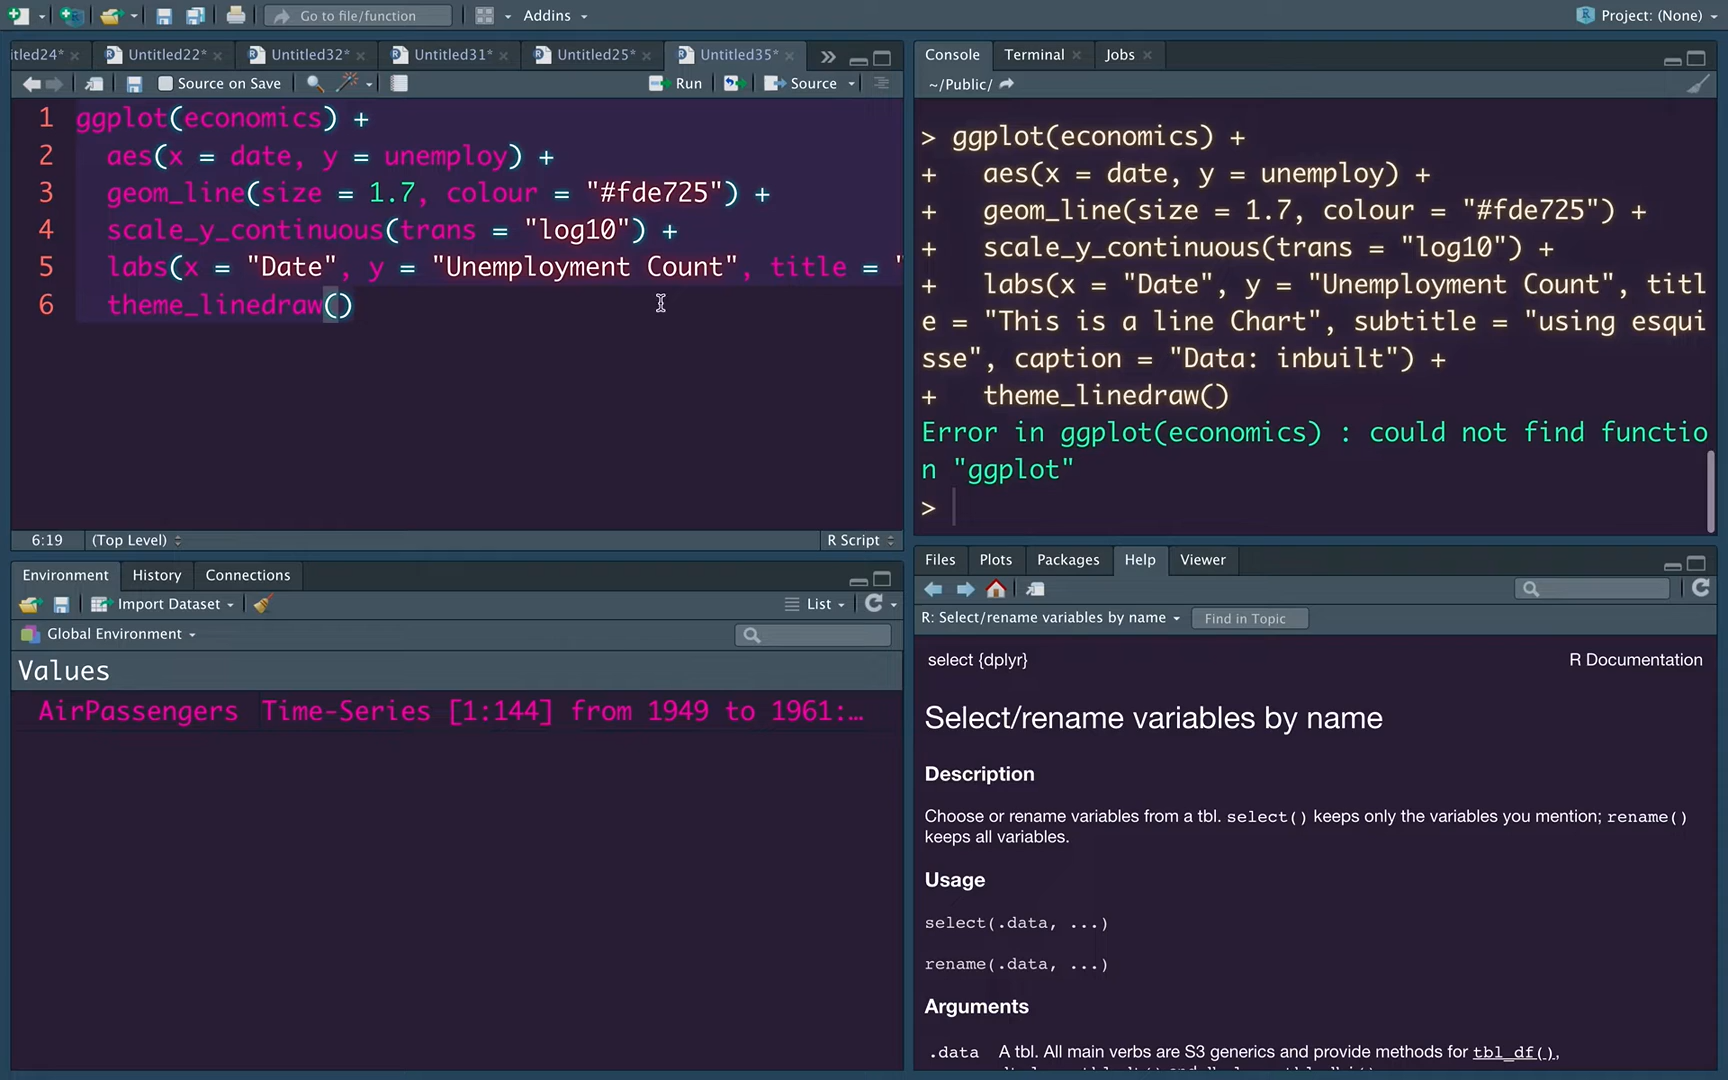 Go to file/function
Addins
Project: (None)
itled24*
Untitled22*
Untitled32*
Untitled31*
Untitled25*
Untitled35*
Source on Save
Run
Source
1 ggplot(economics) +
2 aes(x = date, y = unemploy) +
3 geom_line(size = 1.7, colour = "#fde725") +
4 scale_y_continuous(trans = "log10") +
5 labs(x = "Date", y = "Unemployment Count", title = "
6 theme_linedraw()
6:19
(Top Level)
R Script
Console
Terminal
Jobs
~/Public/
> ggplot(economics) +
+ aes(x = date, y = unemploy) +
+ geom_line(size = 1.7, colour = "#fde725") +
+ scale_y_continuous(trans = "log10") +
+ labs(x = "Date", y = "Unemployment Count", titl
e = "This is a line Chart", subtitle = "using esqui
sse", caption = "Data: inbuilt") +
+ theme_linedraw()
Error in ggplot(economics) : could not find functio
n "ggplot"
>
Environment
History
Connections
Import Dataset
List
Global Environment
Values
AirPassengers Time-Series [1:144] from 1949 to 1961:…
Files
Plots
Packages
Help
Viewer
R: Select/rename variables by name
Find in Topic
select {dplyr}
R Documentation
Select/rename variables by name
Description
Choose or rename variables from a tbl. select() keeps only the variables you mention; rename()
keeps all variables.
Usage
select(.data, ...)
rename(.data, ...)
Arguments
.data A tbl. All main verbs are S3 generics and provide methods for tbl_df(),